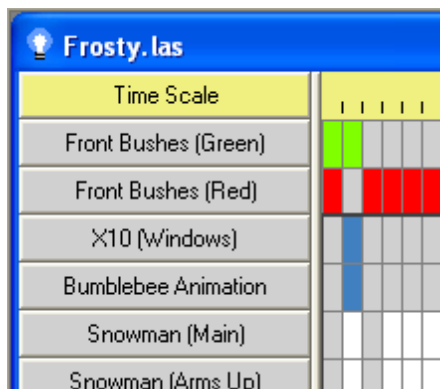 Frosty.las
Time Scale
Front Bushes (Green)
Front Bushes (Red)
X10 (Windows)
Bumblebee Animation
Snowman (Main)
Snowman (Arms Up)